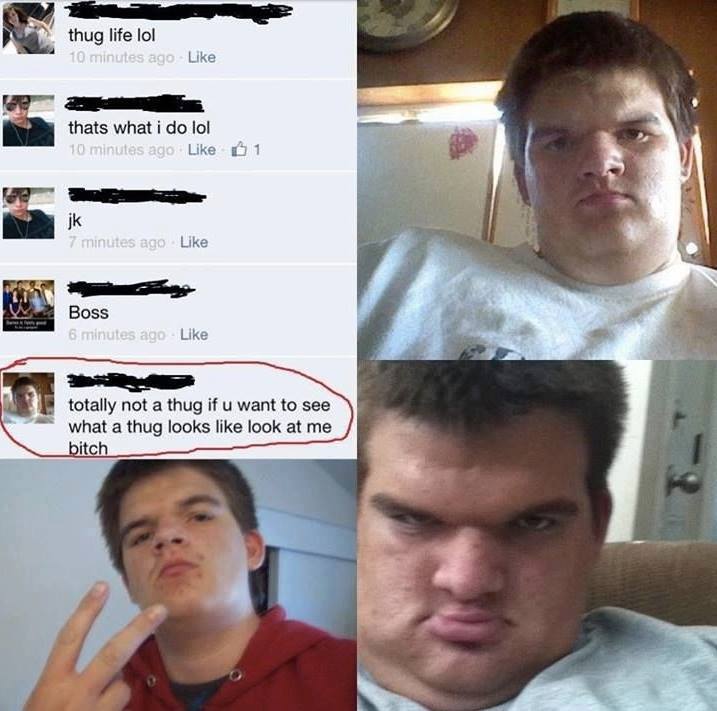 thug life lol
10 minutes ago · Like
thats what i do lol
10 minutes ago · Like · 1
jk
7 minutes ago · Like
Boss
6 minutes ago · Like
totally not a thug if u want to see
what a thug looks like look at me
bitch